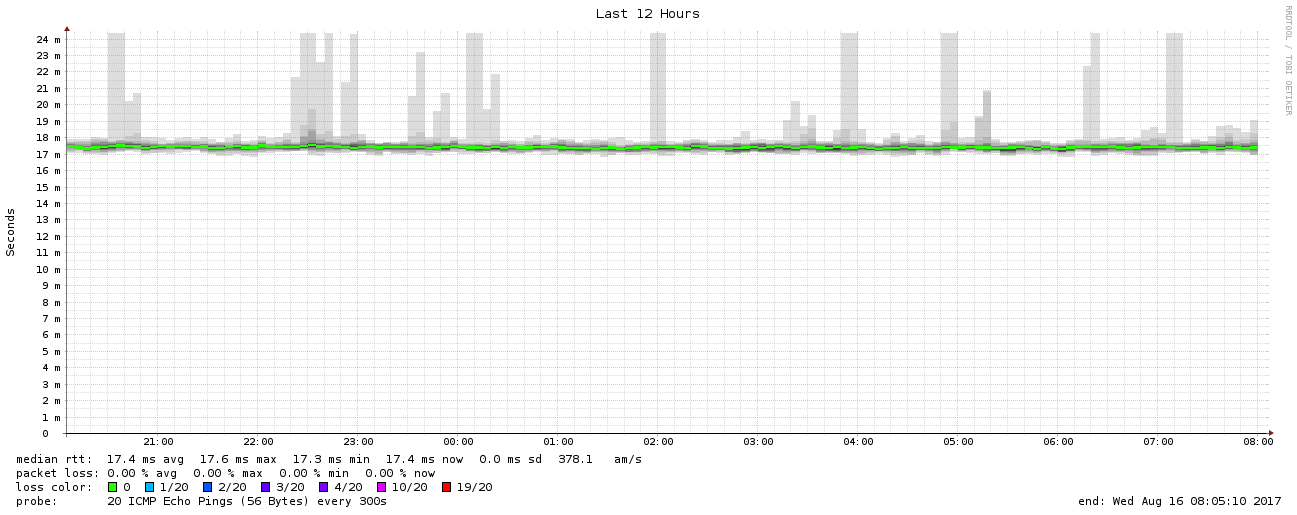 Last 12 Hours
RRDTOOL / TOBI OETIKER
Seconds
24 m
23 m
22 m
21 m
20 m
19 m
18 m
17 m
16 m
15 m
14 m
13 m
12 m
11 m
10 m
9 m
8 m
7 m
6 m
5 m
4 m
3 m
2 m
1 m
0
21:00 22:00 23:00 00:00 01:00 02:00 03:00 04:00 05:00 06:00 07:00 08:00
median rtt: 17.4 ms avg 17.6 ms max 17.3 ms min 17.4 ms now 0.0 ms sd 378.1 am/s
packet loss: 0.00 % avg 0.00 % max 0.00 % min 0.00 % now
loss color: 0 1/20 2/20 3/20 4/20 10/20 19/20
probe: 20 ICMP Echo Pings (56 Bytes) every 300s end: Wed Aug 16 08:05:10 2017